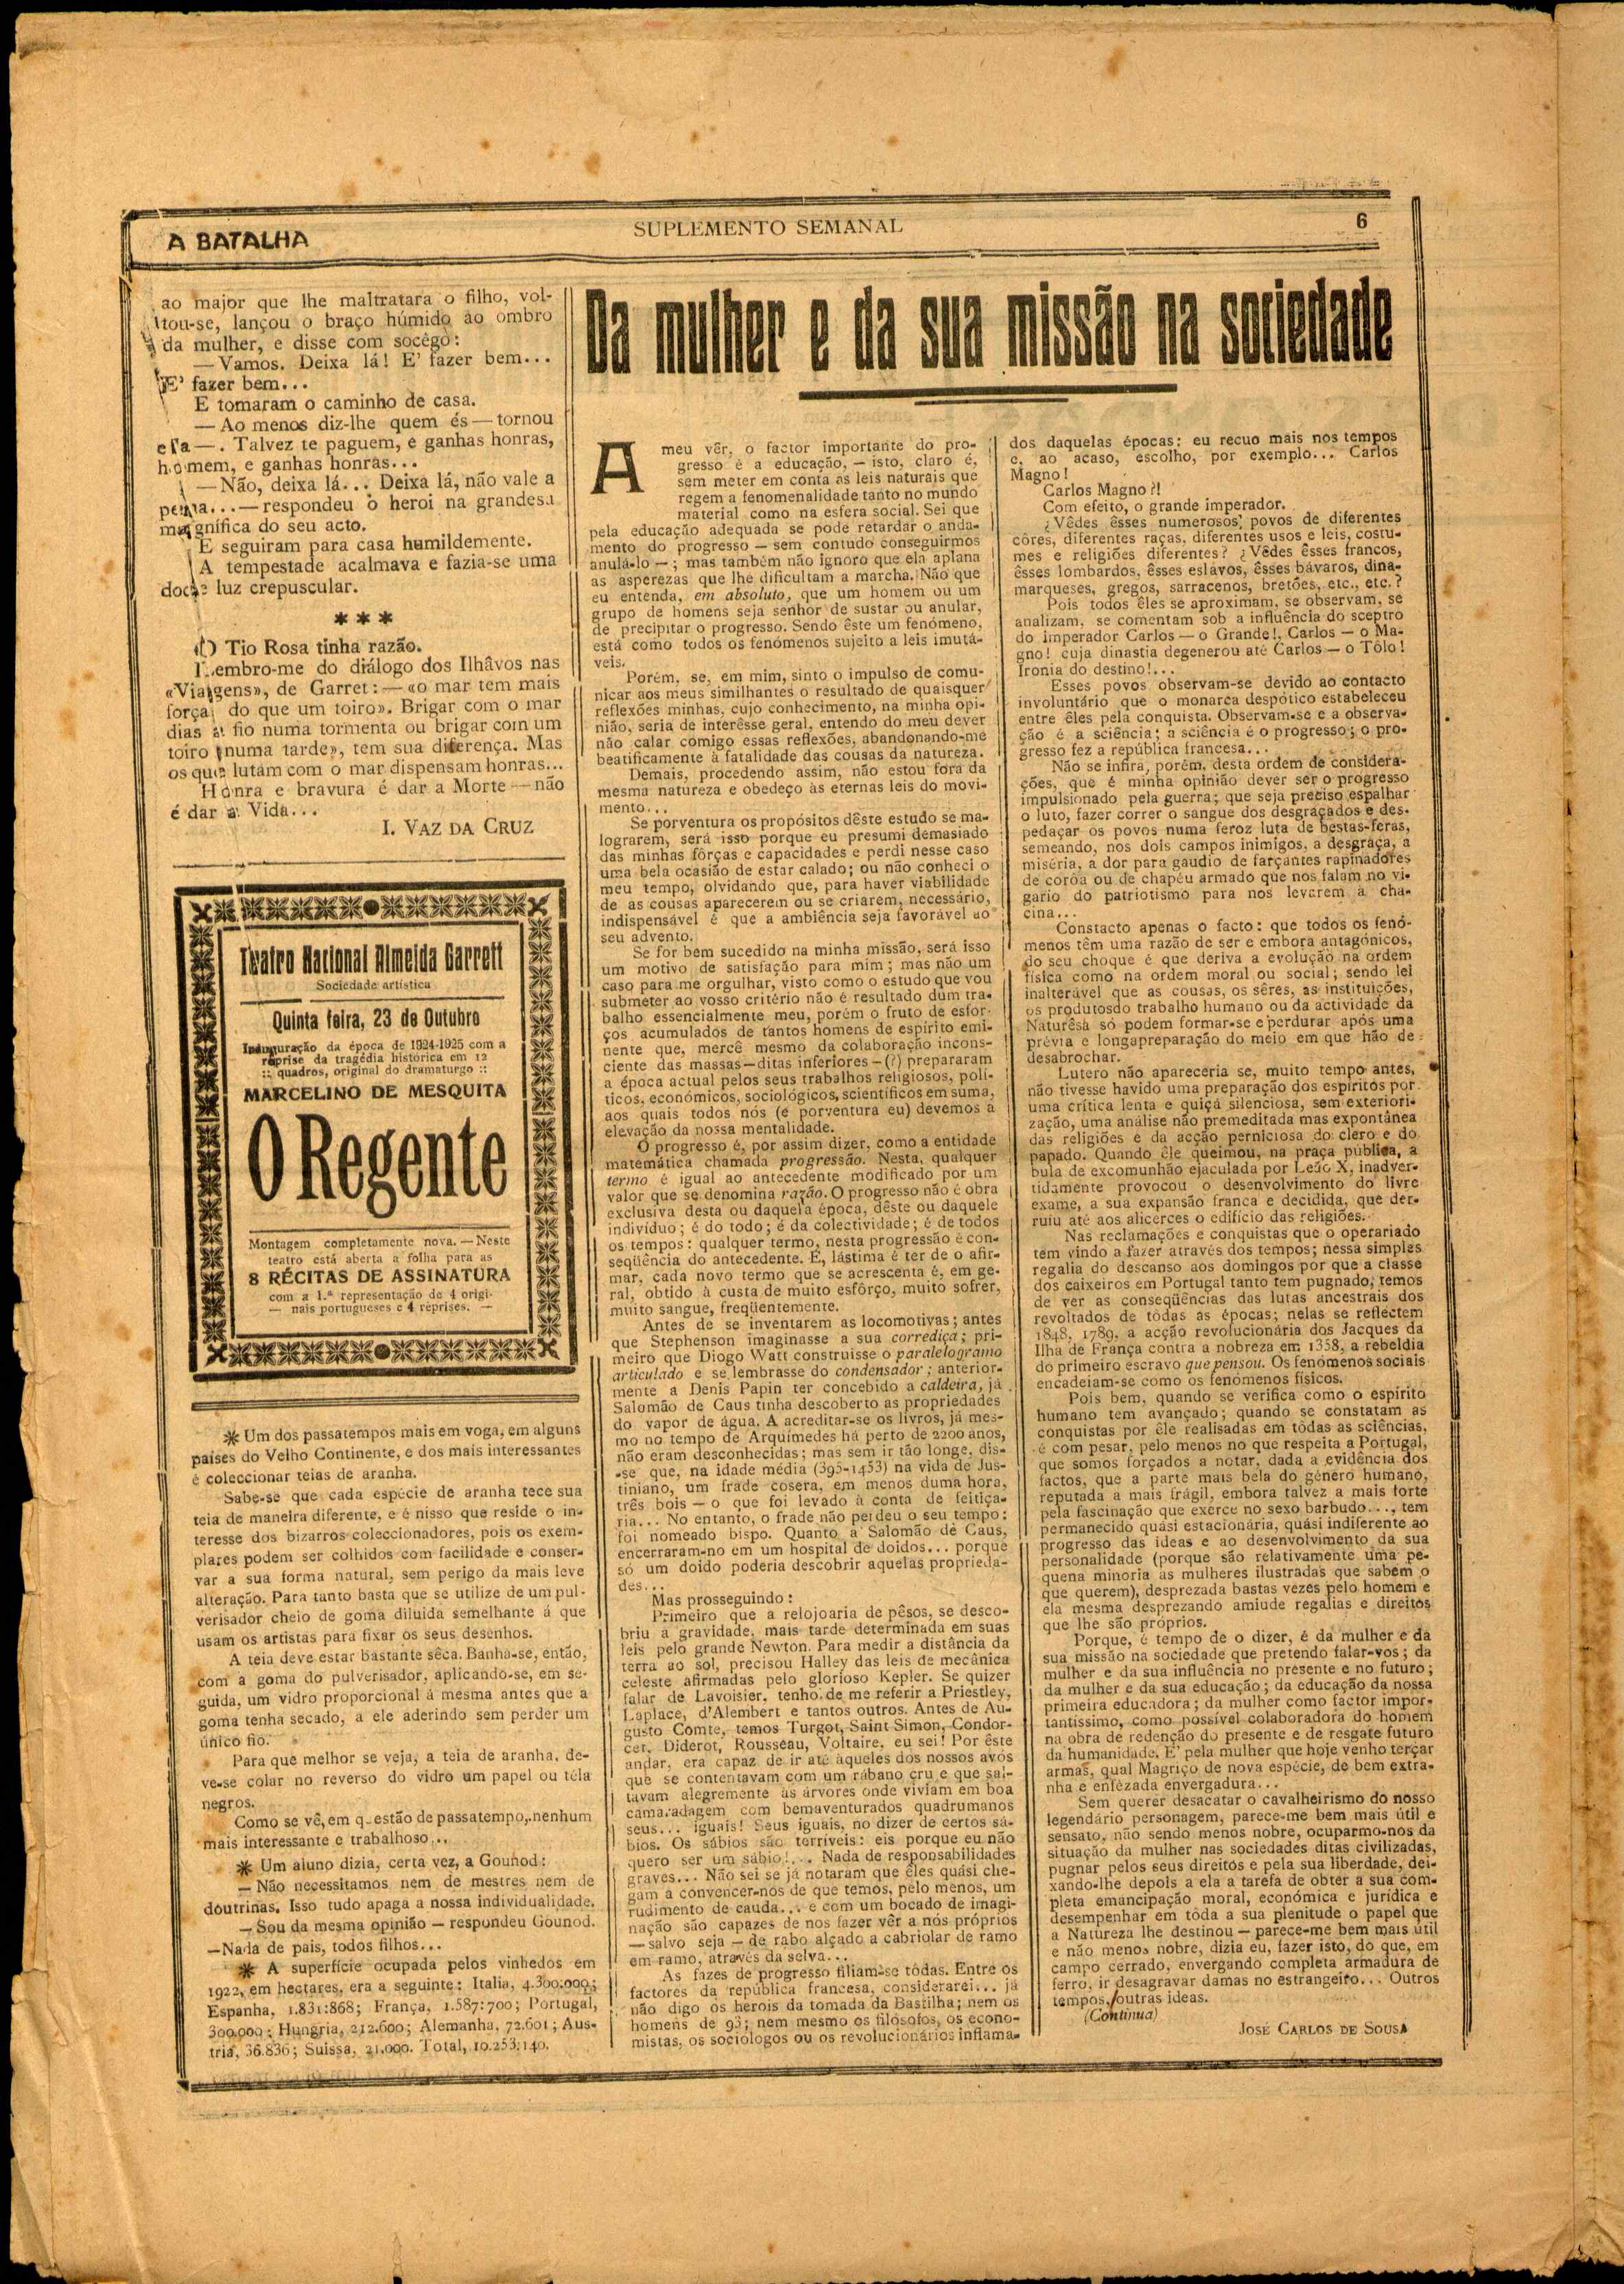 A BATALHA
SUPLEMENTO SEMANAL
6
ao major que lhe maltratara o filho, vol-
tou-se, lançou o braço húmido ao ombro
da mulher, e disse com socêgo:
— Vamos. Deixa lá! E' fazer bem...
E' fazer bem...
E tomaram o caminho de casa.
— Ao menos diz-lhe quem és — tornou
ela —. Talvez te paguem, e ganhas honras,
homem, e ganhas honras...
— Não, deixa lá... Deixa lá, não vale a
pena... — respondeu o heroi na grandesa
magnífica do seu acto.
E seguiram para casa humildemente.
A tempestade acalmava e fazia-se uma
doce luz crepuscular.
* * *
O Tio Rosa tinha razão.
Lembro-me do diálogo dos Ilhâvos nas
«Viagens», de Garret: — «o mar tem mais
força do que um toiro». Brigar com o mar
dias a fio numa tormenta ou brigar com um
toiro numa tarde», tem sua diferença. Mas
os que lutam com o mar dispensam honras...
Honra e bravura é dar a Morte — não
é dar a Vida...
I. VAZ DA CRUZ
Teatro Nacional Almeida Garrett
Sociedade artística
Quinta feira, 23 de Outubro
Inauguração da época de 1924-1925 com a
reprise da tragédia histórica em 12
:: quadros, original do dramaturgo ::
MARCELINO DE MESQUITA
O Regente
Montagem completamente nova. — Neste
teatro está aberta a folha para as
8 RÉCITAS DE ASSINATURA
com a 1.ª representação de 4 origi-
— nais portugueses e 4 réprises. —
* Um dos passatempos mais em voga, em alguns
países do Velho Continente, e dos mais interessantes
é coleccionar teias de aranha.
Sabe-se que cada espécie de aranha tece sua
teia de maneira diferente, e é nisso que reside o in-
teresse dos bizarros coleccionadores, pois os exem-
plares podem ser colhidos com facilidade e conser-
var a sua forma natural, sem perigo da mais leve
alteração. Para tanto basta que se utilize de um pul-
verisador cheio de goma diluida semelhante á que
usam os artistas para fixar os seus desenhos.
A teia deve estar bastante sêca. Banha-se, então,
com a goma do pulverisador, aplicando-se, em se-
guida, um vidro proporcional á mesma antes que a
goma tenha secado, a ele aderindo sem perder um
único fio.
Para que melhor se veja, a teia de aranha, de-
ve-se colar no reverso do vidro um papel ou téla
negros.
Como se vê, em q estão de passatempo, nenhum
mais interessante e trabalhoso...
* Um aluno dizia, certa vez, a Gounod:
— Não necessitamos nem de mestres nem de
doutrinas. Isso tudo apaga a nossa individualidade.
— Sou da mesma opinião — respondeu Gounod.
— Nada de pais, todos filhos...
* A superfície ocupada pelos vinhedos em
1922, em hectares, era a seguinte: Italia, 4.300.000;
Espanha, 1.831:868; França, 1.587:700; Portugal,
300.000; Hungria, 212.600; Alemanha, 72.601; Aus-
tria, 36.836; Suissa, 21.000. Total, 10.253.140.
Da mulher e da sua missão na sociedade
A meu vêr, o factor importante do pro-
gresso é a educação, — isto, claro é,
sem meter em conta as leis naturais que
regem a fenomenalidade tanto no mundo
material como na esfera social. Sei que
pela educação adequada se pode retardar o anda-
mento do progresso — sem contudo conseguirmos
anulá-lo —; mas também não ignoro que ela aplana
as asperezas que lhe dificultam a marcha. Não que
eu entenda, em absoluto, que um homem ou um
grupo de homens seja senhor de sustar ou anular,
de precipitar o progresso. Sendo êste um fenómeno,
está como todos os fenómenos sujeito a leis imutá-
veis.
Porém, se, em mim, sinto o impulso de comu-
nicar aos meus similhantes o resultado de quaisquer
reflexões minhas, cujo conhecimento, na minha opi-
nião, seria de interêsse geral, entendo do meu dever
não calar comigo essas reflexões, abandonando-me
beatificamente à fatalidade das cousas da natureza.
Demais, procedendo assim, não estou fora da
mesma natureza e obedeço às eternas leis do movi-
mento...
Se porventura os propósitos dêste estudo se ma-
lograrem, será isso porque eu presumi demasiado
das minhas fôrças e capacidades e perdi nesse caso
uma bela ocasião de estar calado; ou não conheci o
meu tempo, olvidando que, para haver viabilidade
de as cousas aparecerem ou se criarem, necessário,
indispensável é que a ambiência seja favorável ao
seu advento.
Se for bem sucedido na minha missão, será isso
um motivo de satisfação para mim; mas não um
caso para me orgulhar, visto como o estudo que vou
submeter ao vosso critério não é resultado dum tra-
balho essencialmente meu, porém o fruto de esfor-
ços acumulados de tantos homens de espírito emi-
nente que, mercê mesmo da colaboração incons-
ciente das massas — ditas inferiores — (?) prepararam
a época actual pelos seus trabalhos religiosos, polí-
ticos, económicos, sociológicos, scientíficos em suma,
aos quais todos nós (e porventura eu) devemos a
elevação da nossa mentalidade.
O progresso é, por assim dizer, como a entidade
matemática chamada progressão. Nesta, qualquer
termo é igual ao antecedente modificado por um
valor que se denomina razão. O progresso não é obra
exclusiva desta ou daquela época, dêste ou daquele
indivíduo; é do todo; é da colectividade; é de todos
os tempos: qualquer termo, nesta progressão é con-
seqüência do antecedente. E, lástima é ter de o afir-
mar, cada novo termo que se acrescenta é, em ge-
ral, obtido à custa de muito esfôrço, muito sofrer,
muito sangue, freqüentemente.
Antes de se inventarem as locomotivas; antes
que Stephenson imaginasse a sua corrediça; pri-
meiro que Diogo Watt construisse o paralelogramo
articulado e se lembrasse do condensador; anterior-
mente a Denis Papin ter concebido a caldeira, já
Salomão de Caus tinha descoberto as propriedades
do vapor de água. A acreditar-se os livros, já mes-
mo no tempo de Arquímedes há perto de 2200 anos,
não eram desconhecidas; mas sem ir tão longe, dis-
-se que, na idade média (395-1453) na vida de Jus-
tiniano, um frade cosera, em menos duma hora,
três bois — o que foi levado à conta de feitiça-
ria... No entanto, o frade não perdeu o seu tempo:
foi nomeado bispo. Quanto a Salomão de Caus,
encerraram-no em um hospital de doidos... porque
só um doido poderia descobrir aquelas proprieda-
des...
Mas prosseguindo:
Primeiro que a relojoaria de pêsos, se desco-
briu a gravidade, mais tarde determinada em suas
leis pelo grande Newton. Para medir a distância da
terra ao sol, precisou Halley das leis de mecânica
celeste afirmadas pelo glorioso Kepler. Se quizer
falar de Lavoisier, tenho de me referir a Priestley,
Laplace, d'Alembert e tantos outros. Antes de Au-
gusto Comte, temos Turgot, Saint Simon, Condor-
cet, Diderot, Rousseau, Voltaire, eu sei! Por êste
andar, era capaz de ir até àqueles dos nossos avós
que se contentavam com um rábano cru e que sal-
tavam alegremente às árvores onde viviam em boa
camaradagem com bemaventurados quadrumanos
seus... iguais! Seus iguais, no dizer de certos sá-
bios. Os sábios são terríveis: eis porque eu não
quero ser um sábio!... Nada de responsabilidades
graves... Não sei se já notaram que êles quási che-
gam a convencer-nos de que temos, pelo menos, um
rudimento de cauda... e com um bocado de imagi-
nação são capazes de nos fazer vêr a nós próprios
— salvo seja — de rabo alçado a cabriolar de ramo
em ramo, através da selva...
As fazes de progresso filiam-se tôdas. Entre os
factores da república francesa, considerarei... já
não digo os herois da tomada da Bastilha; nem os
homens de 93; nem mesmo os filósofos, os econo-
mistas, os sociólogos ou os revolucionários inflama-
dos daquelas épocas: eu recuo mais nos tempos
e, ao acaso, escolho, por exemplo... Carlos
Magno!
Carlos Magno?!
Com efeito, o grande imperador.
¿Vêdes êsses numerosos povos de diferentes
côres, diferentes raças, diferentes usos e leis, costu-
mes e religiões diferentes? ¿Vêdes êsses francos,
êsses lombardos, êsses eslavos, êsses bávaros, dina-
marqueses, gregos, sarracenos, bretões, etc., etc.?
Pois todos êles se aproximam, se observam, se
analizam, se comentam sob a influência do sceptro
do imperador Carlos — o Grande!, Carlos — o Ma-
gno! cuja dinastia degenerou até Carlos — o Tôlo!
Ironia do destino!...
Esses povos observam-se devido ao contacto
involuntário que o monarca despótico estabeleceu
entre êles pela conquista. Observam-se e a observa-
ção é a sciência; a sciência é o progresso; o pro-
gresso fez a república francesa...
Não se infira, porém, desta ordem de considera-
ções, que é minha opinião dever ser o progresso
impulsionado pela guerra; que seja preciso espalhar
o luto, fazer correr o sangue dos desgraçados e des-
pedaçar os povos numa feroz luta de bestas-feras,
semeando, nos dois campos inimigos, a desgraça, a
miséria, a dor para gaudio de farçantes rapinadores
de corôa ou de chapéu armado que nos falam no vi-
gario do patriotismo para nos levarem à cha-
cina...
Constacto apenas o facto: que todos os fenó-
menos têm uma razão de ser e embora antagónicos,
do seu choque é que deriva a evolução na ordem
física como na ordem moral ou social; sendo lei
inalterável que as cousas, os sêres, as instituições,
os produtosdo trabalho humano ou da actividade da
Naturêsa só podem formar-se e perdurar após uma
prévia e longapreparação do meio em que hão de
desabrochar.
Lutero não apareceria se, muito tempo antes,
não tivesse havido uma preparação dos espíritos por
uma crítica lenta e quiçá silenciosa, sem exteriori-
zação, uma análise não premeditada mas expontânea
das religiões e da acção perniciosa do clero e do
papado. Quando êle queimou, na praça pública, a
bula de excomunhão ejaculada por Leão X, inadver-
tidamente provocou o desenvolvimento do livre
exame, a sua expansão franca e decidida, que der-
ruiu até aos alicerces o edifício das religiões.
Nas reclamações e conquistas que o operariado
tem vindo a fazer através dos tempos; nessa simples
regalia do descanso aos domingos por que a classe
dos caixeiros em Portugal tanto tem pugnado, temos
de ver as conseqüências das lutas ancestrais dos
revoltados de tôdas as épocas; nelas se reflectem
1848, 1789, a acção revolucionária dos Jacques da
Ilha de França contra a nobreza em 1358, a rebeldia
do primeiro escravo que pensou. Os fenómenos sociais
encadeiam-se como os fenómenos físicos.
Pois bem, quando se verifica como o espírito
humano tem avançado; quando se constatam as
conquistas por êle realisadas em tôdas as sciências,
é com pesar, pelo menos no que respeita a Portugal,
que somos forçados a notar, dada a evidência dos
factos, que a parte mais bela do género humano,
reputada a mais frágil, embora talvez a mais forte
pela fascinação que exerce no sexo barbudo..., tem
permanecido quási estacionária, quási indiferente ao
progresso das ideas e ao desenvolvimento da sua
personalidade (porque são relativamente uma pe-
quena minoria as mulheres ilustradas que sabem o
que querem), desprezada bastas vezes pelo homem e
ela mesma desprezando amiude regalias e direitos
que lhe são próprios.
Porque, é tempo de o dizer, é da mulher e da
sua missão na sociedade que pretendo falar-vos; da
mulher e da sua influência no presente e no futuro;
da mulher e da sua educação; da educação da nossa
primeira educadora; da mulher como factor impor-
tantíssimo, como possível colaboradora do homem
na obra de redenção do presente e de resgate futuro
da humanidade. E' pela mulher que hoje venho terçar
armas, qual Magriço de nova espécie, de bem extra-
nha e enfèzada envergadura...
Sem querer desacatar o cavalheirismo do nosso
legendário personagem, parece-me bem mais útil e
sensato, não sendo menos nobre, ocuparmo-nos da
situação da mulher nas sociedades ditas civilizadas,
pugnar pelos seus direitos e pela sua liberdade, dei-
xando-lhe depois a ela a tarefa de obter a sua com-
pleta emancipação moral, económica e jurídica e
desempenhar em tôda a sua plenitude o papel que
a Natureza lhe destinou — parece-me bem mais útil
e não menos nobre, dizia eu, fazer isto, do que, em
campo cerrado, envergando completa armadura de
ferro, ir desagravar damas no estrangeiro... Outros
tempos, outras ideas.
(Continua)
JOSÉ CARLOS DE SOUSA